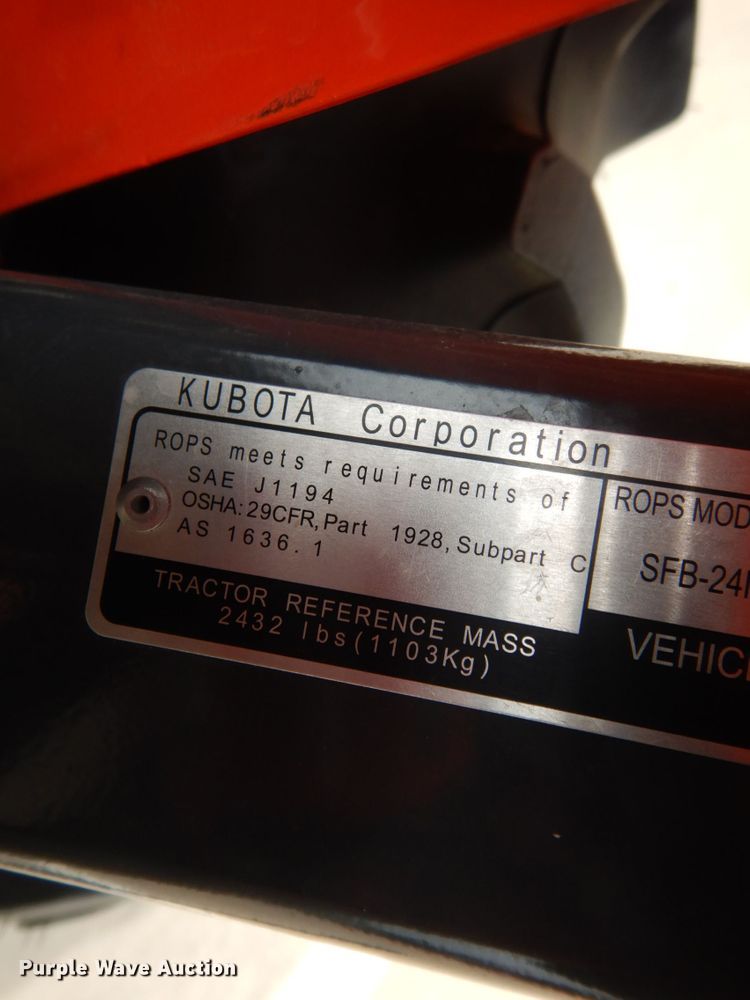 KUBOTA Corporation
ROPS meets requirements of
SAE J1194
OSHA: 29CFR, Part 1928, Subpart C
AS 1636.1
TRACTOR REFERENCE MASS
2432 lbs (1103Kg)
ROPS MOD
SFB-24
VEHIC
Purple Wave Auction